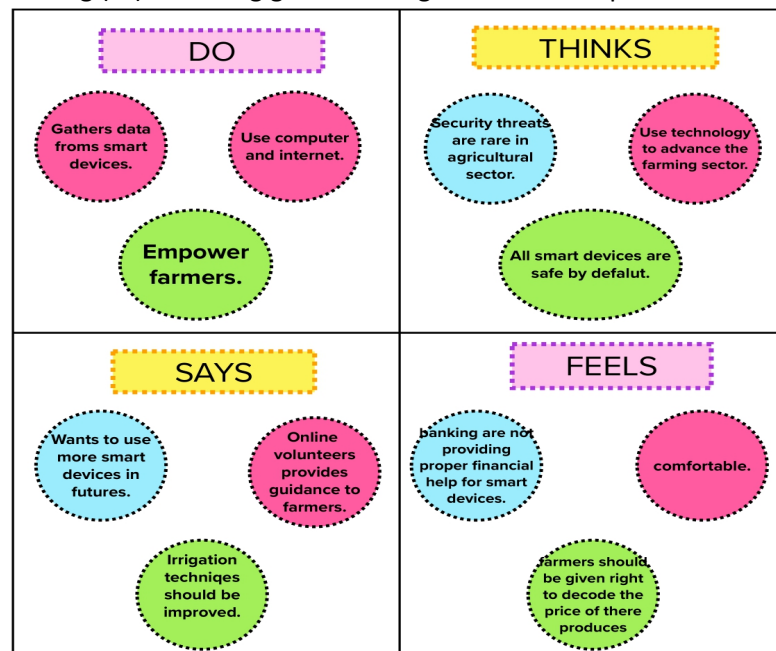 DO
Gathers data
froms smart
devices.
Use computer
and internet.
Empower
farmers.
THINKS
Security threats
are rare in
agricultural
sector.
Use technology
to advance the
farming sector.
All smart devices are
safe by defalut.
SAYS
Wants to use
more smart
devices in
futures.
Online
volunteers
provides
guidance to
farmers.
Irrigation
techniqes
should be
improved.
FEELS
banking are not
providing
proper financial
help for smart
devices.
comfortable.
farmers should
be given right
to decode the
price of there
produces